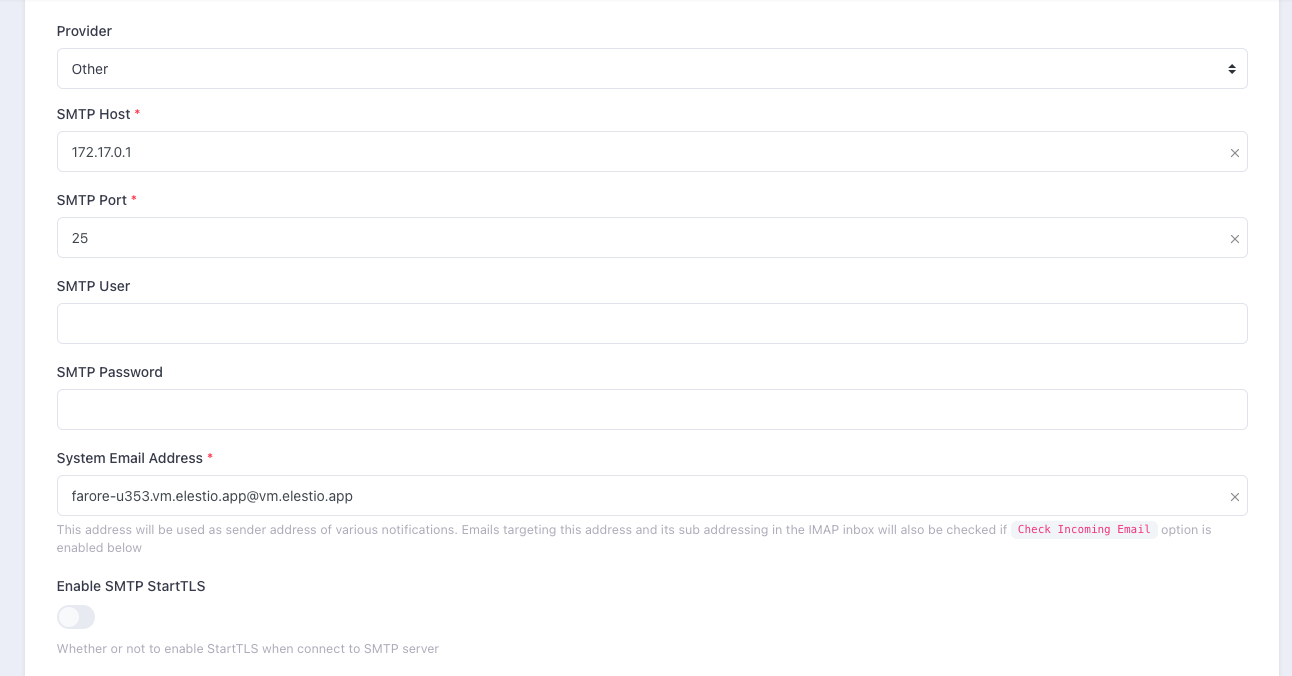 Provider
Other
SMTP Host *
172.17.0.1
SMTP Port *
25
SMTP User
SMTP Password
System Email Address *
farore-u353.vm.elestio.app@vm.elestio.app
This address will be used as sender address of various notifications. Emails targeting this address and its sub addressing in the IMAP inbox will also be checked if Check Incoming Email option is
enabled below
Enable SMTP StartTLS
Whether or not to enable StartTLS when connect to SMTP server